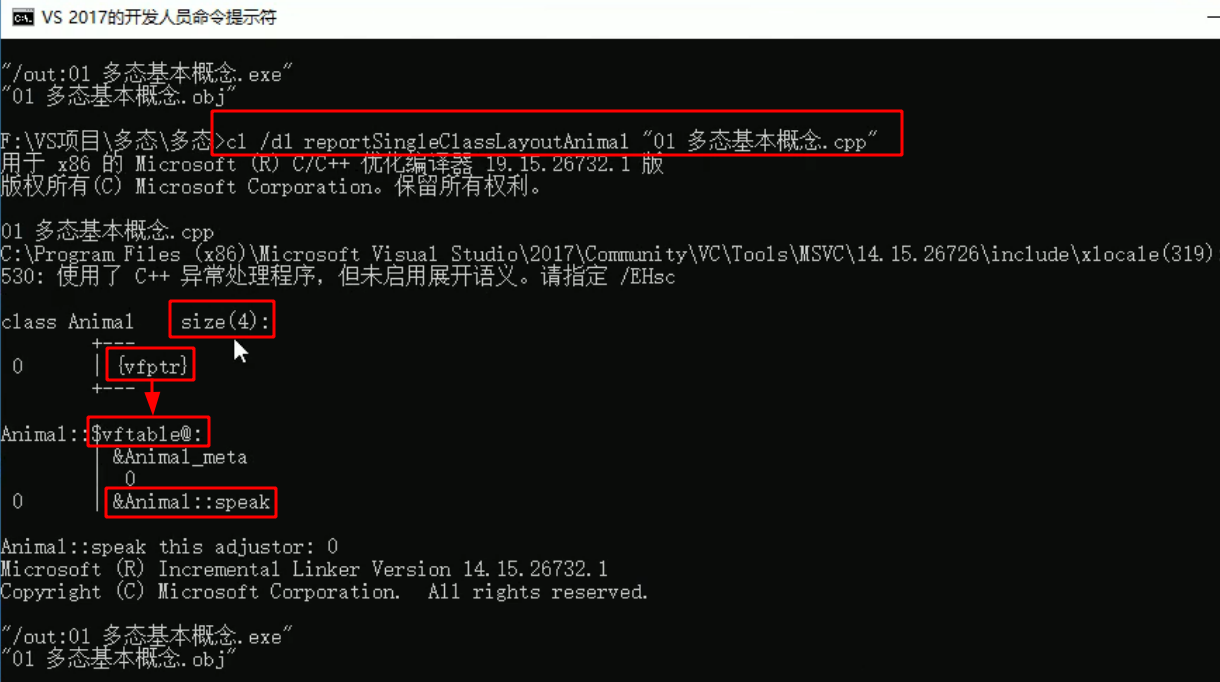 VS 2017的开发人员命令提示符
"/out:01 多态基本概念.exe"
"01 多态基本概念.obj"
F:\VS项目\多态\多态>cl /d1 reportSingleClassLayoutAnimal "01 多态基本概念.cpp"
用于 x86 的 Microsoft (R) C/C++ 优化编译器 19.15.26732.1 版
版权所有(C) Microsoft Corporation。保留所有权利。
01 多态基本概念.cpp
C:\Program Files (x86)\Microsoft Visual Studio\2017\Community\VC\Tools\MSVC\14.15.26726\include\xlocale(319)
530: 使用了 C++ 异常处理程序，但未启用展开语义。请指定 /EHsc
class Animal size(4):
+---
0 | {vfptr}
+---
Animal::$vftable@:
| &Animal_meta
| 0
0 | &Animal::speak
Animal::speak this adjustor: 0
Microsoft (R) Incremental Linker Version 14.15.26732.1
Copyright (C) Microsoft Corporation.  All rights reserved.
"/out:01 多态基本概念.exe"
"01 多态基本概念.obj"